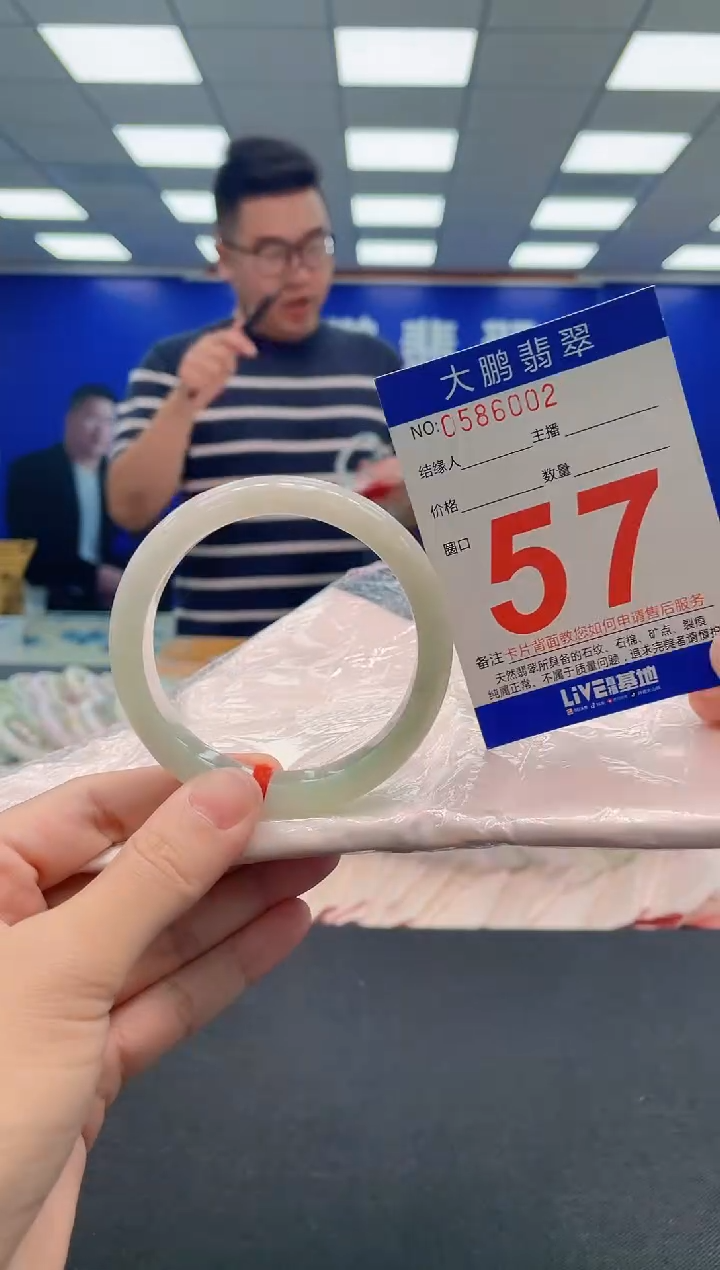 大鹏翡翠
NO:0586002
结缘人 主播
价格 数量
圈口
57
备注 卡片背面教您如何申请售后服务
天然翡翠所具备的石纹、石棉、矿点、裂痕
纯属正常、不属于质量问题，追求完美者请慎拍
LiVE 基地